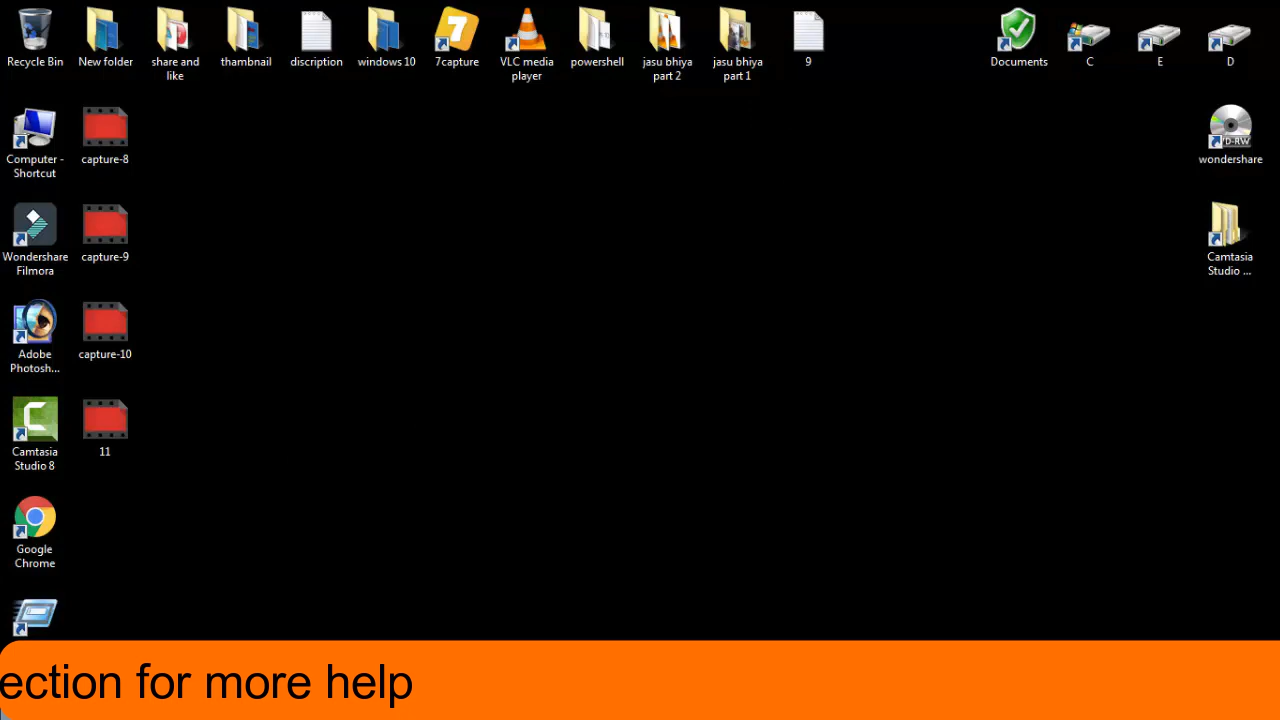 Recycle Bin
New folder
share and
like
thambnail
discription
windows 10
7
7capture
VLC media
player
powershell
jasu bhiya
part 2
jasu bhiya
part 1
9
Documents
C
E
D
Computer -
Shortcut
capture-8
D-RW
wondershare
Wondershare
Filmora
capture-9
Camtasia
Studio ...
Adobe
Photosh...
capture-10
C
Camtasia
Studio 8
11
Google
Chrome
ection for more help